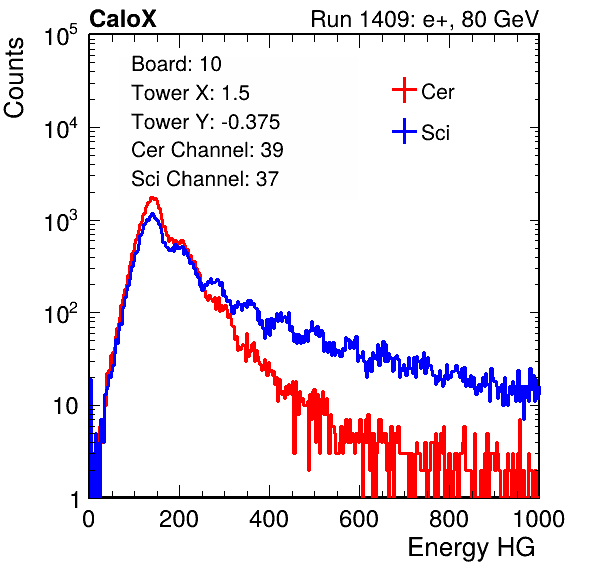 CaloX Run 1409: e+, 80 GeV
Counts
Board: 10
Tower X: 1.5
Tower Y: -0.375
Cer Channel: 39
Sci Channel: 37
Cer
Sci
10^5
10^4
10^3
10^2
10
1
0 200 400 600 800 1000
Energy HG